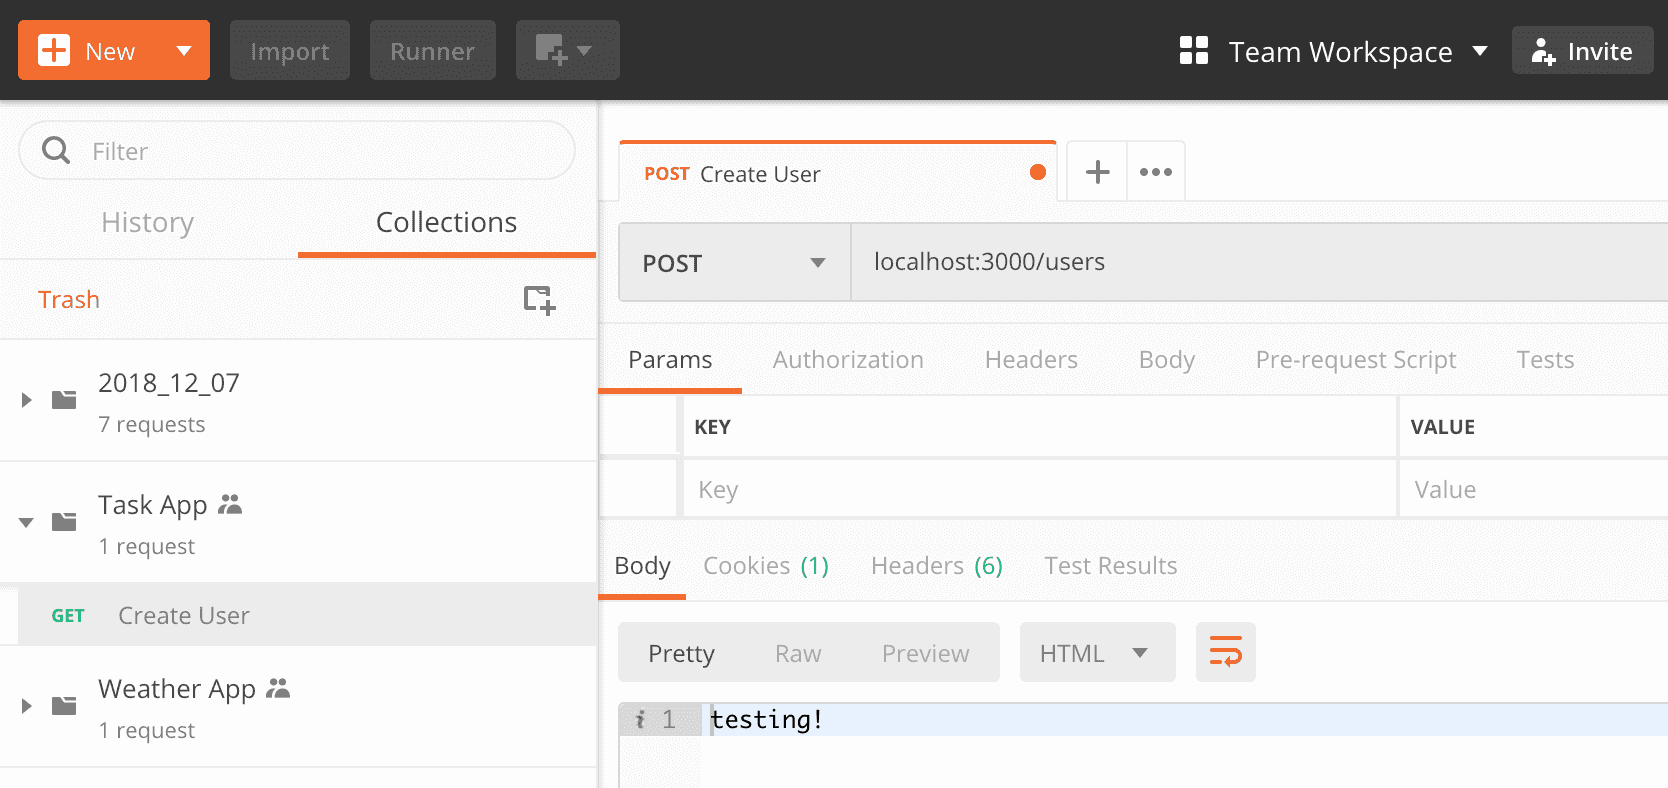 New
Import
Runner
Team Workspace
Invite
Filter
History
Collections
Trash
2018_12_07
7 requests
Task App
1 request
GET Create User
Weather App
1 request
POST Create User
POST
localhost:3000/users
Params Authorization Headers Body Pre-request Script Tests
KEY VALUE
Key Value
Body Cookies (1) Headers (6) Test Results
Pretty Raw Preview HTML
i 1 testing!